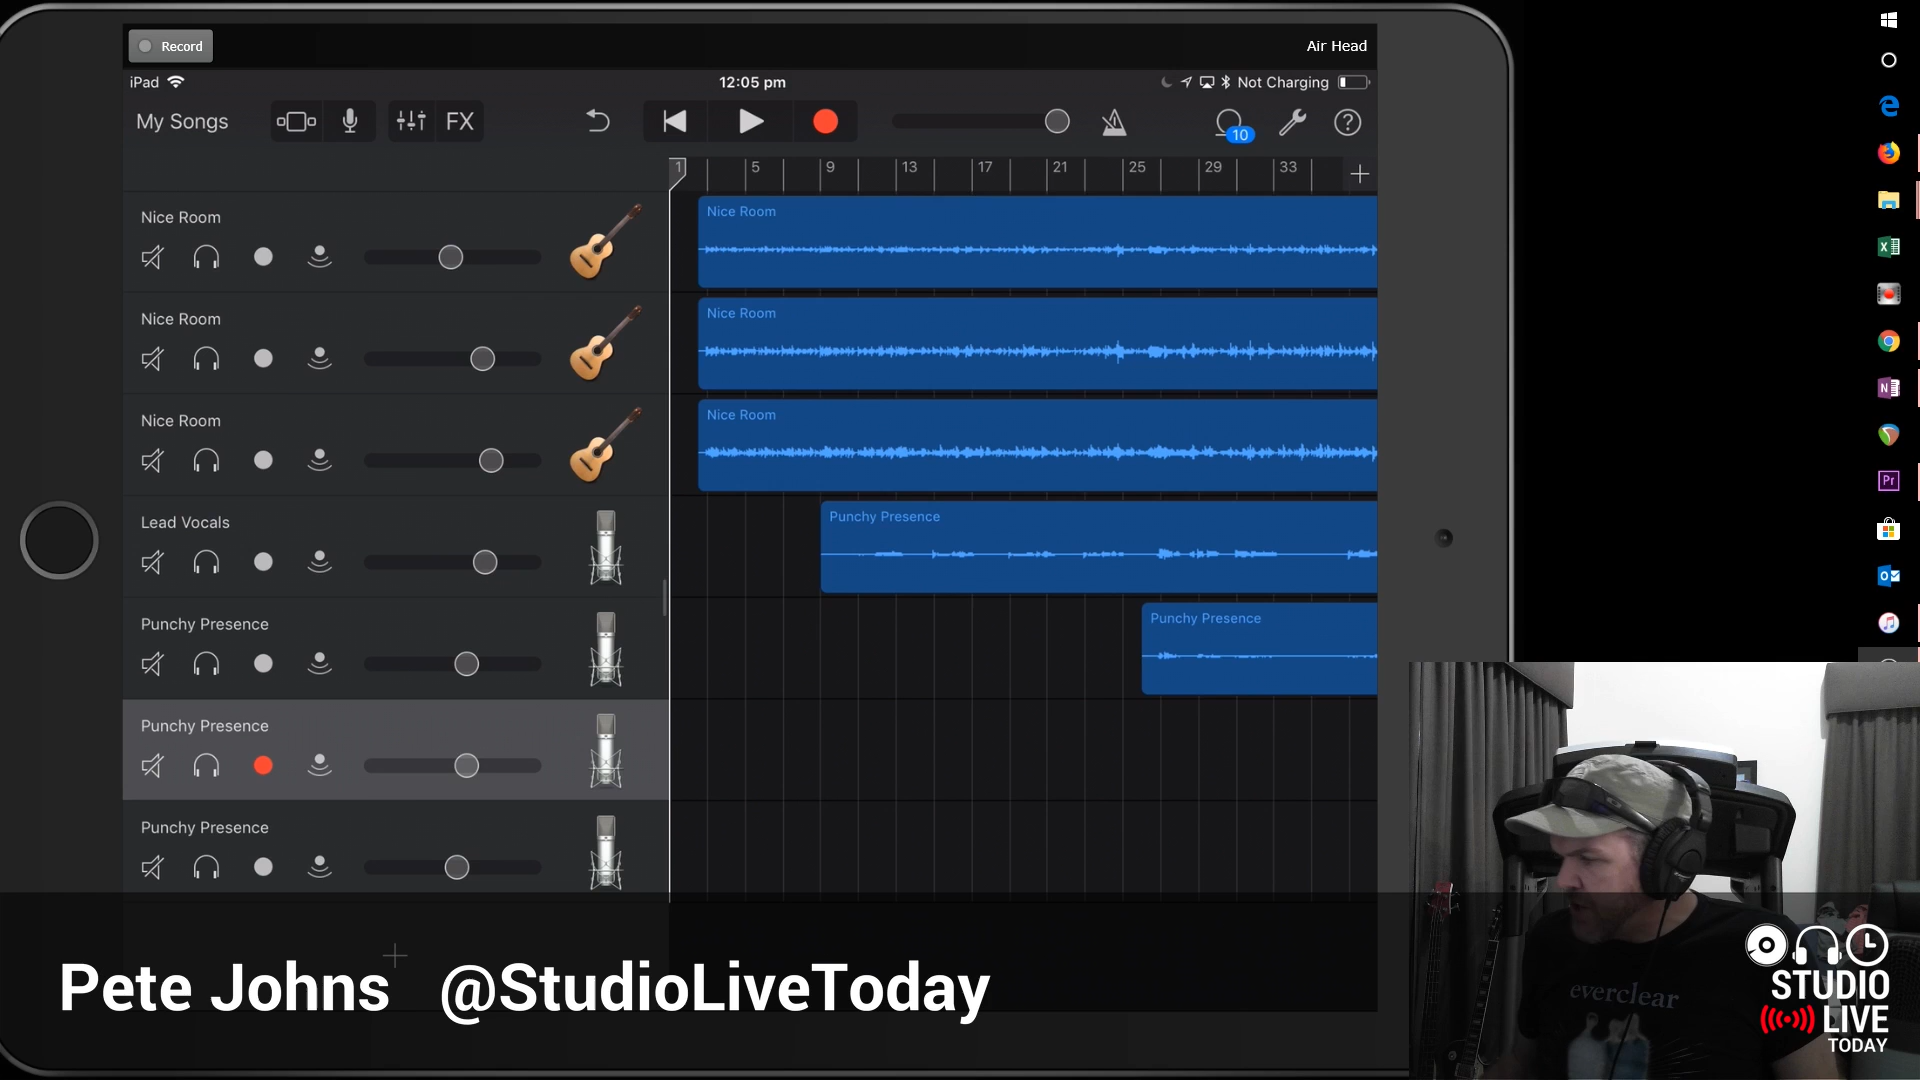 Record
Air Head
iPad
12:05 pm
Not Charging
My Songs
FX
10
1 5 9 13 17 21 25 29 33
Nice Room
Nice Room
Nice Room
Nice Room
Nice Room
Nice Room
Lead Vocals
Punchy Presence
Punchy Presence
Punchy Presence
Punchy Presence
Punchy Presence
Pete Johns @StudioLiveToday
everclear
STUDIO
LIVE
TODAY
Pr